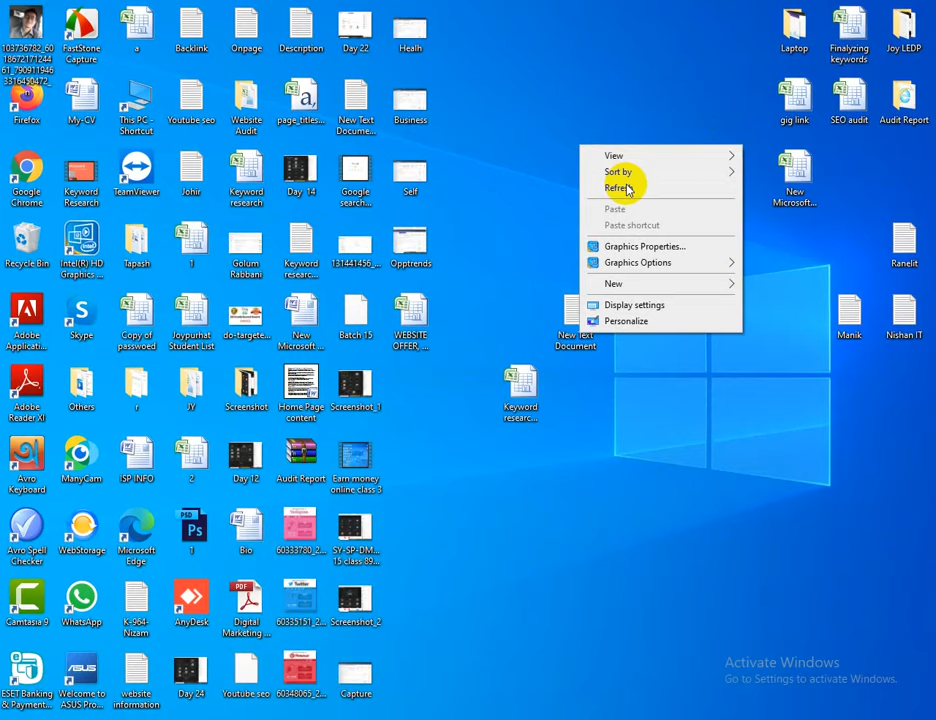 103736782_60
18672171244
61_790911946
3316450472_
FastStone
Capture
a
Backlink
Onpage
Description
Day 22
Healh
Laptop
Finalyzing
keywords
Joy LEDP
Firefox
My-CV
This PC -
Shortcut
Youtube seo
Website
Audit
a,
page_titles...
New Text
Docume...
Business
gig link
SEO audit
Audit Report
Google
Chrome
Keyword
Research
TeamViewer
Johir
Keyword
research
Day 14
Google
search...
Self
New
Microsoft...
Recycle Bin
Intel(R) HD
Graphics ...
Tapash
1
Golum
Rabbani
Keyword
researc...
131441456_...
Opptrends
Ranelit
Adobe
Applicati...
Skype
Copy of
passwoed
Joypurhat
Student List
do-targete...
New
Microsoft ...
Batch 15
WEBSITE
OFFER, ...
New Text
Document
Manik
Nishan IT
Adobe
Reader XI
Others
r
JY
Screenshot
Home Page
content
Screenshot_1
Keyword
researc...
Avro
Keyboard
ManyCam
ISP INFO
2
Day 12
Audit Report
Earn money
online class 3
Avro Spell
Checker
WebStorage
Microsoft
Edge
PSD
Ps
1
Bio
60333780_2...
SY-SP-DM...
15 class 89...
Camtasia 9
WhatsApp
K-964-
Nizam
AnyDesk
PDF
Digital
Marketing ...
Twitter
60335151_2...
Screenshot_2
ESET Banking
& Payment...
ASUS
Welcome to
ASUS Pro...
website
information
Day 24
Youtube seo
60348065_2...
Capture
View
Sort by
Refresh
Paste
Paste shortcut
Graphics Properties...
Graphics Options
New
Display settings
Personalize
Activate Windows
Go to Settings to activate Windows.